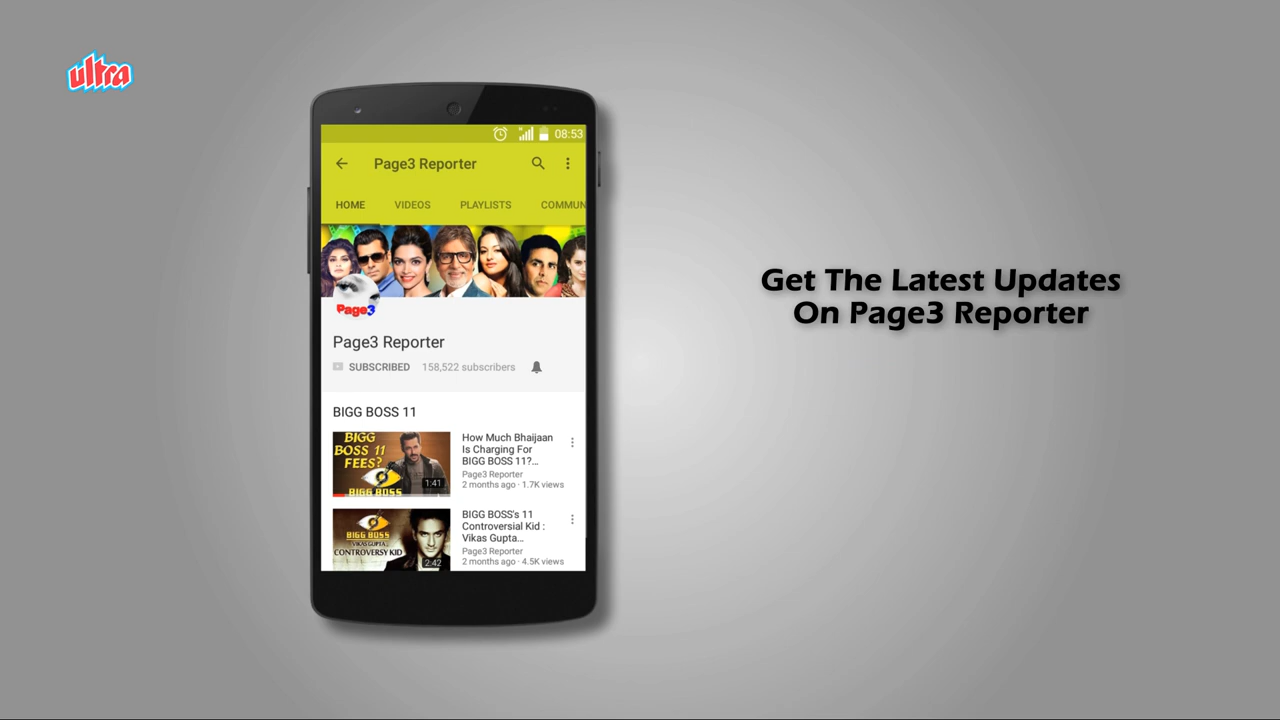 ultra
08:53
Page3 Reporter
HOME VIDEOS PLAYLISTS COMMUN
Page3
Page3 Reporter
SUBSCRIBED 158,522 subscribers
BIGG BOSS 11
BIGG
BOSS 11
FEES?
BIGG BOSS
1:41
How Much Bhaijaan
Is Charging For
BIGG BOSS 11?...
Page3 Reporter
2 months ago · 1.7K views
BIGG BOSS
VIKAS GUPTA:
CONTROVERSY KID
2:42
BIGG BOSS's 11
Controversial Kid :
Vikas Gupta...
Page3 Reporter
2 months ago · 4.5K views
Get The Latest Updates
On Page3 Reporter